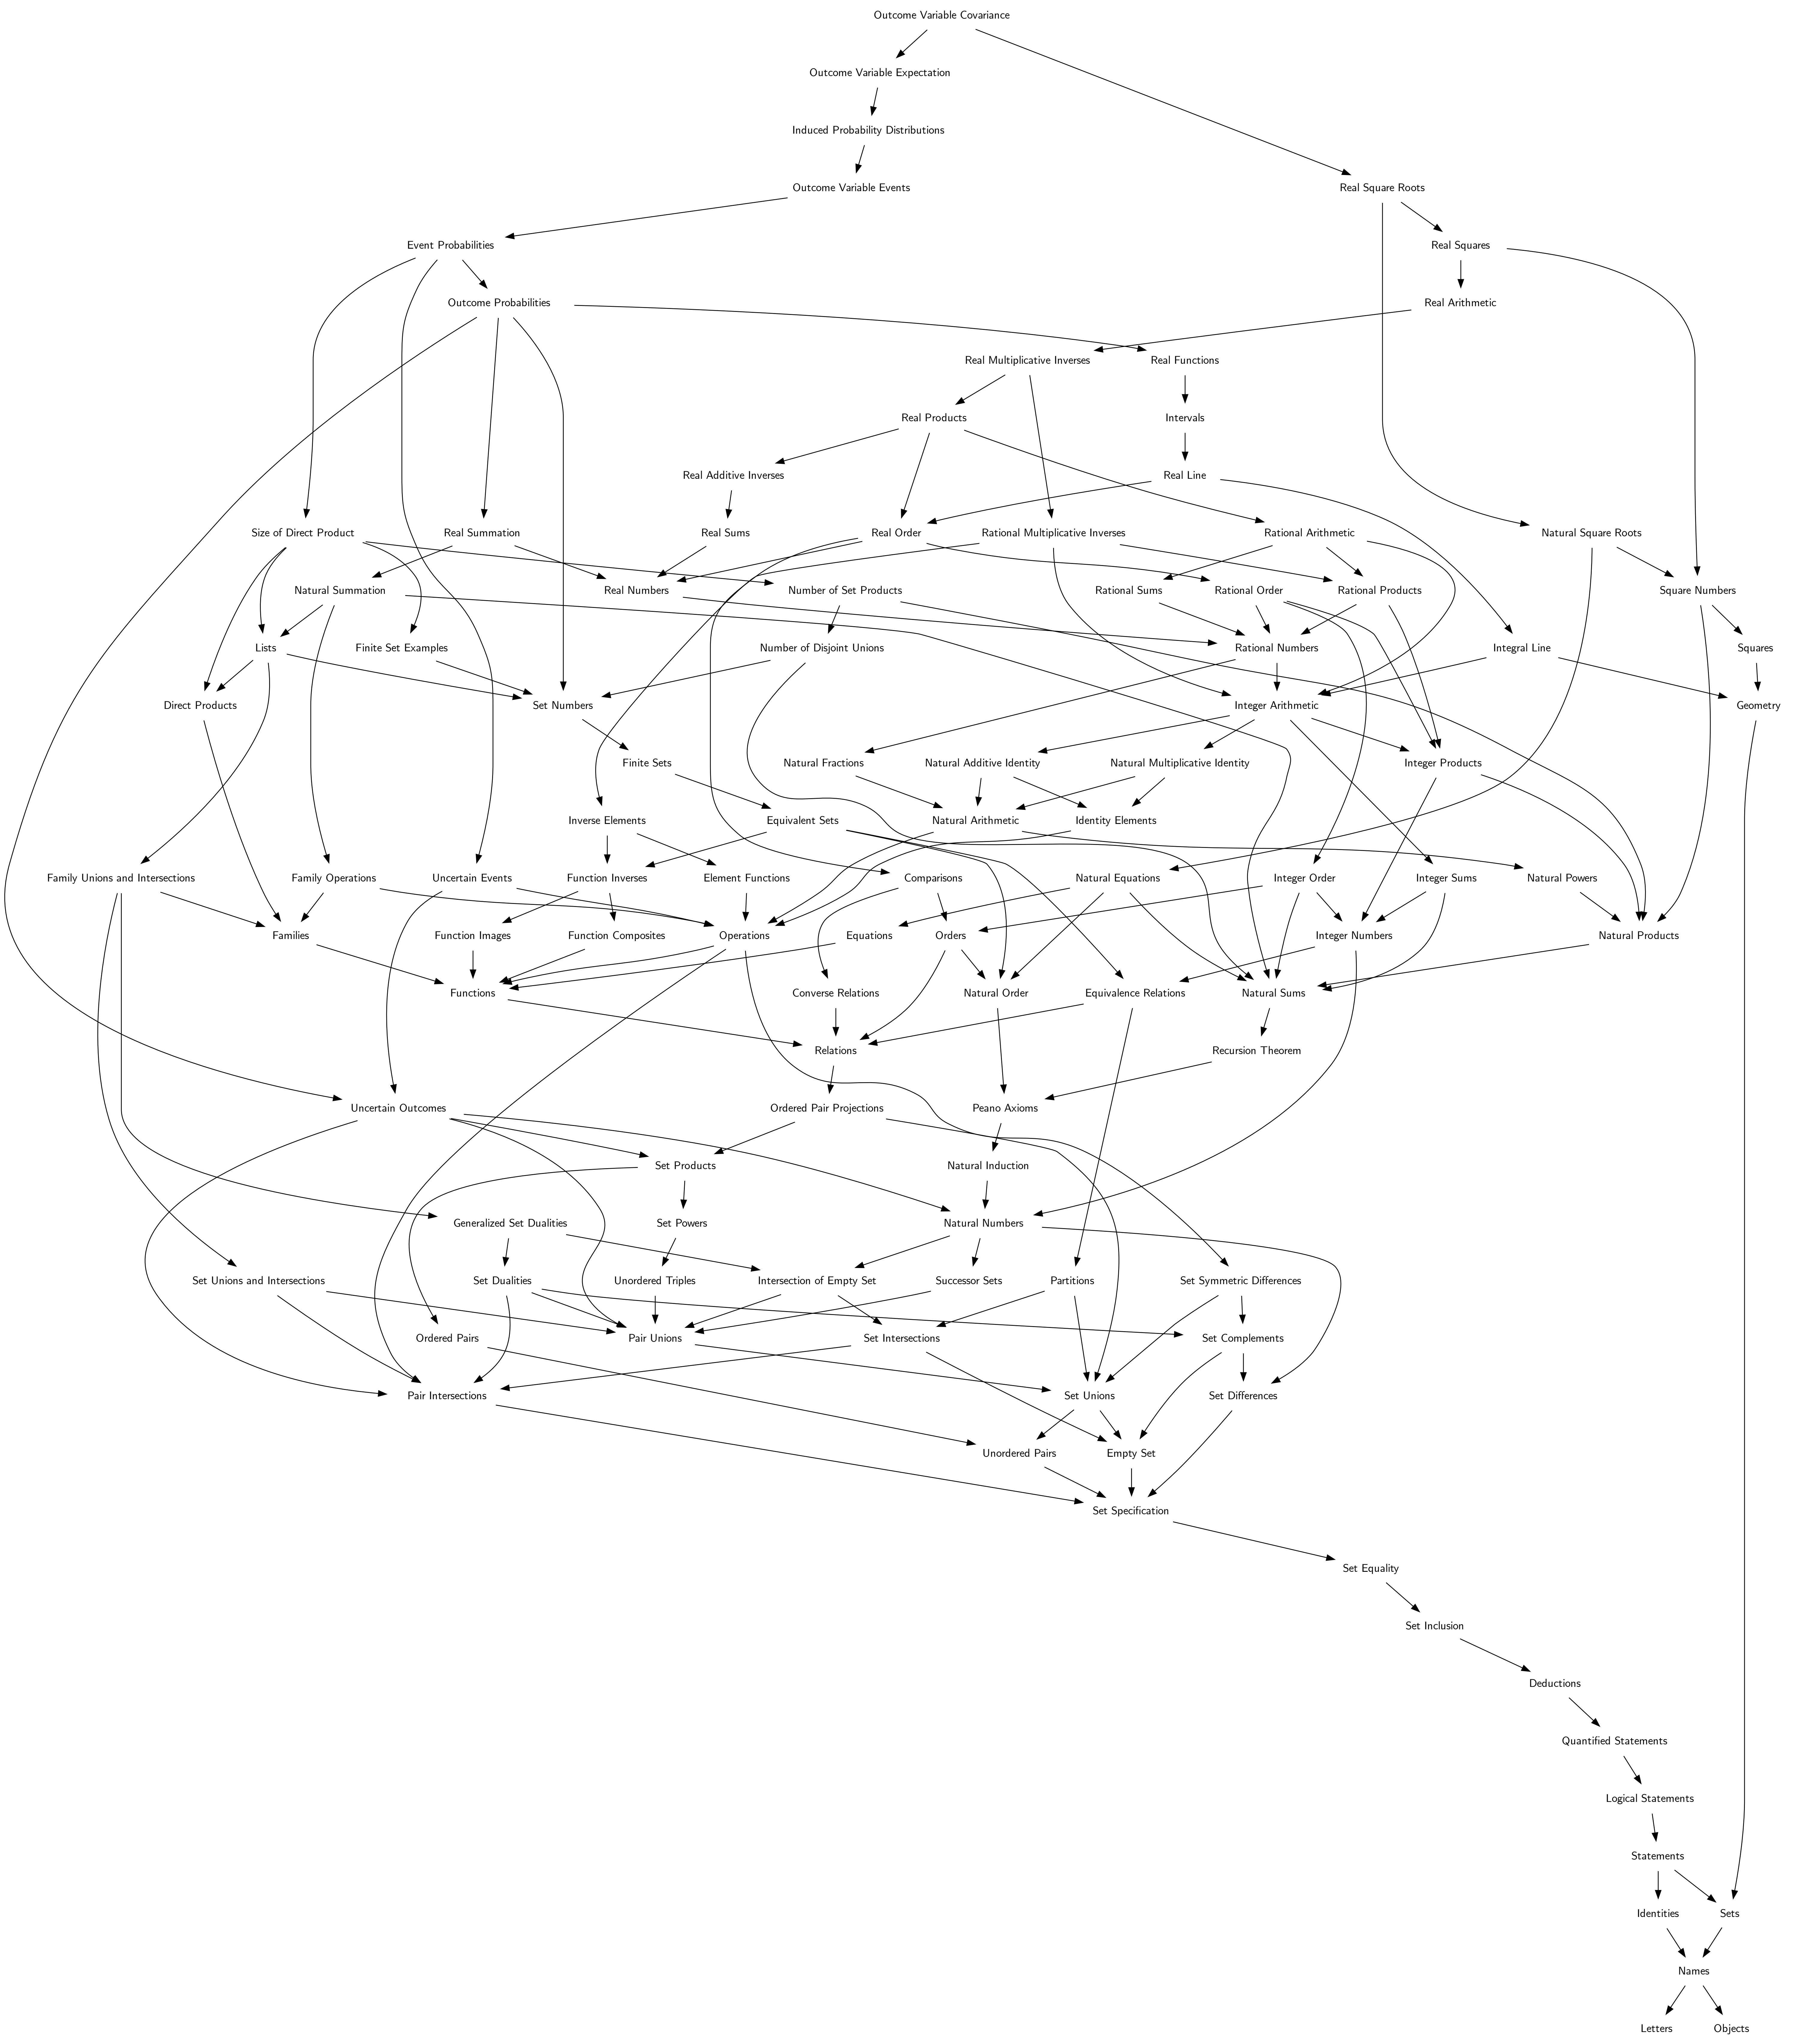 Outcome Variable Covariance
Outcome Variable Expectation
Induced Probability Distributions
Outcome Variable Events
Real Square Roots
Event Probabilities
Real Squares
Outcome Probabilities
Real Arithmetic
Real Multiplicative Inverses
Real Functions
Real Products
Intervals
Real Additive Inverses
Real Line
Size of Direct Product
Real Summation
Real Sums
Real Order
Rational Multiplicative Inverses
Rational Arithmetic
Natural Square Roots
Natural Summation
Real Numbers
Number of Set Products
Rational Sums
Rational Order
Rational Products
Square Numbers
Lists
Finite Set Examples
Number of Disjoint Unions
Rational Numbers
Integral Line
Squares
Direct Products
Set Numbers
Integer Arithmetic
Geometry
Finite Sets
Natural Fractions
Natural Additive Identity
Natural Multiplicative Identity
Integer Products
Inverse Elements
Equivalent Sets
Natural Arithmetic
Identity Elements
Family Unions and Intersections
Family Operations
Uncertain Events
Function Inverses
Element Functions
Comparisons
Natural Equations
Integer Order
Integer Sums
Natural Powers
Families
Function Images
Function Composites
Operations
Equations
Orders
Integer Numbers
Natural Products
Functions
Converse Relations
Natural Order
Equivalence Relations
Natural Sums
Relations
Recursion Theorem
Uncertain Outcomes
Ordered Pair Projections
Peano Axioms
Set Products
Natural Induction
Generalized Set Dualities
Set Powers
Natural Numbers
Set Unions and Intersections
Set Dualities
Unordered Triples
Intersection of Empty Set
Successor Sets
Partitions
Set Symmetric Differences
Ordered Pairs
Pair Unions
Set Intersections
Set Complements
Pair Intersections
Set Unions
Set Differences
Unordered Pairs
Empty Set
Set Specification
Set Equality
Set Inclusion
Deductions
Quantified Statements
Logical Statements
Statements
Identities
Sets
Names
Letters
Objects